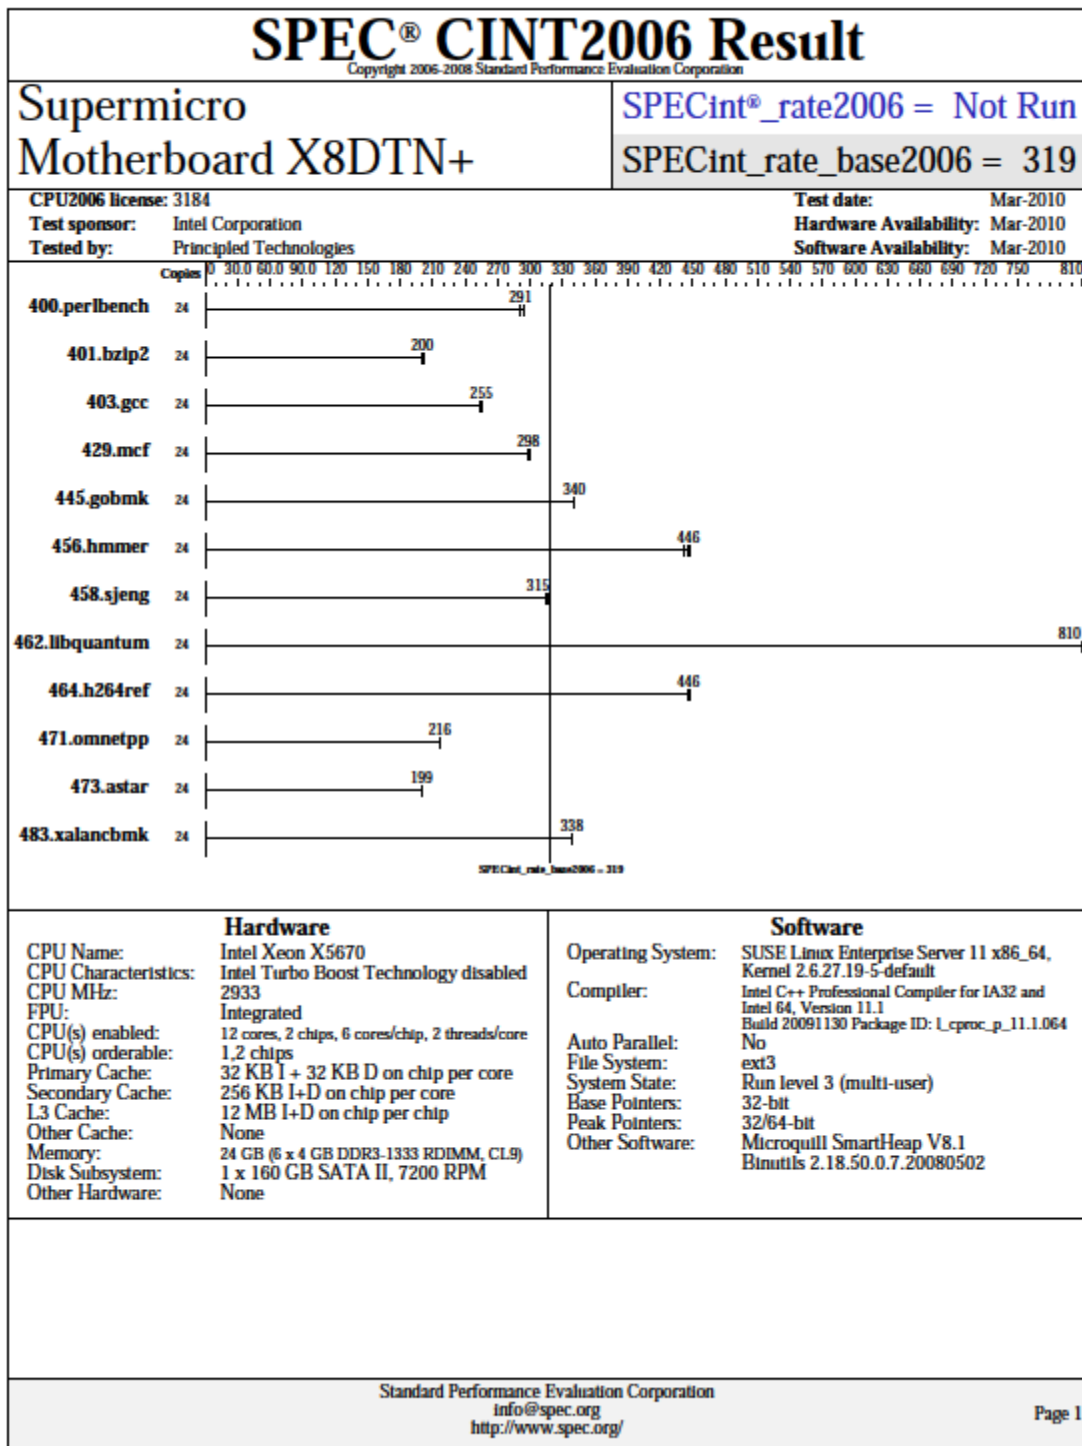 SPEC® CINT2006 Result
Copyright 2006-2008 Standard Performance Evaluation Corporation
Supermicro
Motherboard X8DTN+
SPECint®_rate2006 = Not Run
SPECint_rate_base2006 = 319
CPU2006 license: 3184
Test date: Mar-2010
Test sponsor: Intel Corporation
Hardware Availability: Mar-2010
Tested by: Principled Technologies
Software Availability: Mar-2010
Copies 0 30.0 60.0 90.0 120 150 180 210 240 270 300 330 360 390 420 450 480 510 540 570 600 630 660 690 720 750 810
400.perlbench 24 291
401.bzip2 24 200
403.gcc 24 255
429.mcf 24 298
445.gobmk 24 340
456.hmmer 24 446
458.sjeng 24 315
462.libquantum 24 810
464.h264ref 24 446
471.omnetpp 24 216
473.astar 24 199
483.xalancbmk 24 338
SPECint_rate_base2006 = 319
Hardware
CPU Name: Intel Xeon X5670
CPU Characteristics: Intel Turbo Boost Technology disabled
CPU MHz: 2933
FPU: Integrated
CPU(s) enabled: 12 cores, 2 chips, 6 cores/chip, 2 threads/core
CPU(s) orderable: 1,2 chips
Primary Cache: 32 KB I + 32 KB D on chip per core
Secondary Cache: 256 KB I+D on chip per core
L3 Cache: 12 MB I+D on chip per chip
Other Cache: None
Memory: 24 GB (6 x 4 GB DDR3-1333 RDIMM, CL9)
Disk Subsystem: 1 x 160 GB SATA II, 7200 RPM
Other Hardware: None
Software
Operating System: SUSE Linux Enterprise Server 11 x86_64,
Kernel 2.6.27.19-5-default
Compiler: Intel C++ Professional Compiler for IA32 and
Intel 64, Version 11.1
Build 20091130 Package ID: l_cproc_p_11.1.064
Auto Parallel: No
File System: ext3
System State: Run level 3 (multi-user)
Base Pointers: 32-bit
Peak Pointers: 32/64-bit
Other Software: Microquill SmartHeap V8.1
Binutils 2.18.50.0.7.20080502
Standard Performance Evaluation Corporation
info@spec.org
http://www.spec.org/
Page 1